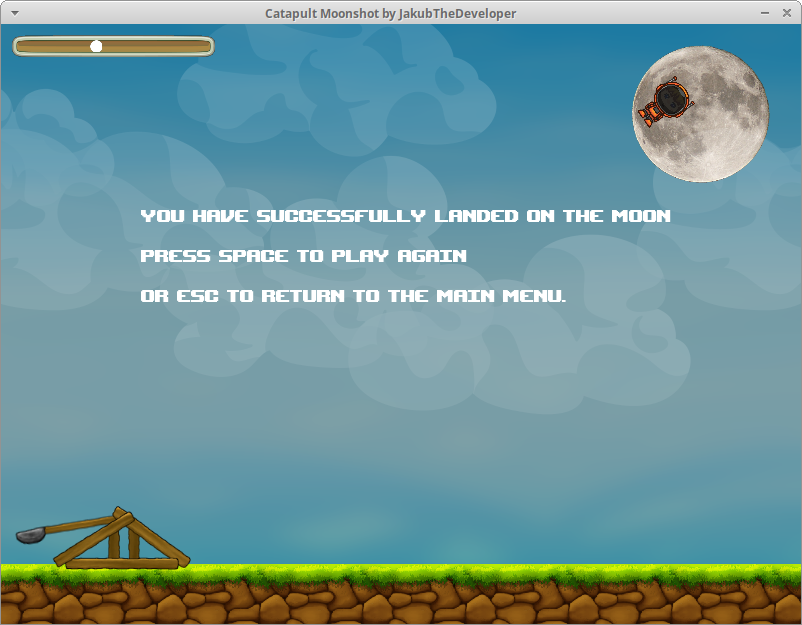 Catapult Moonshot by JakubTheDeveloper
YOU HAVE SUCCESSFULLY LANDED ON THE MOON
PRESS SPACE TO PLAY AGAIN
OR ESC TO RETURN TO THE MAIN MENU.